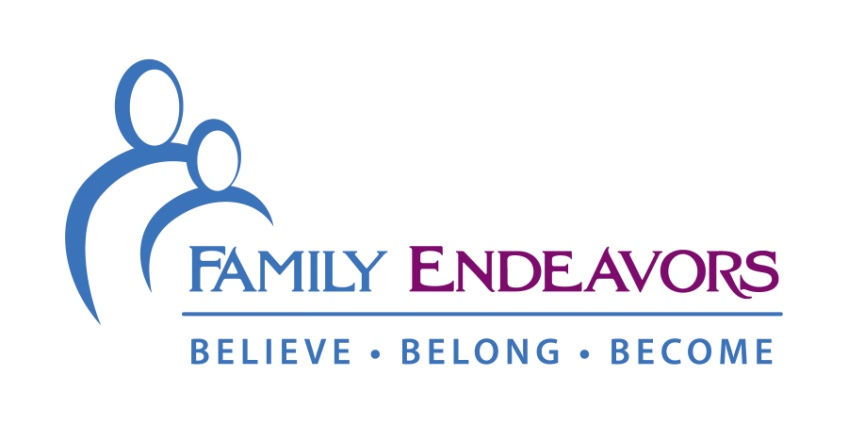 FAMILY ENDEAVORS
BELIEVE • BELONG • BECOME